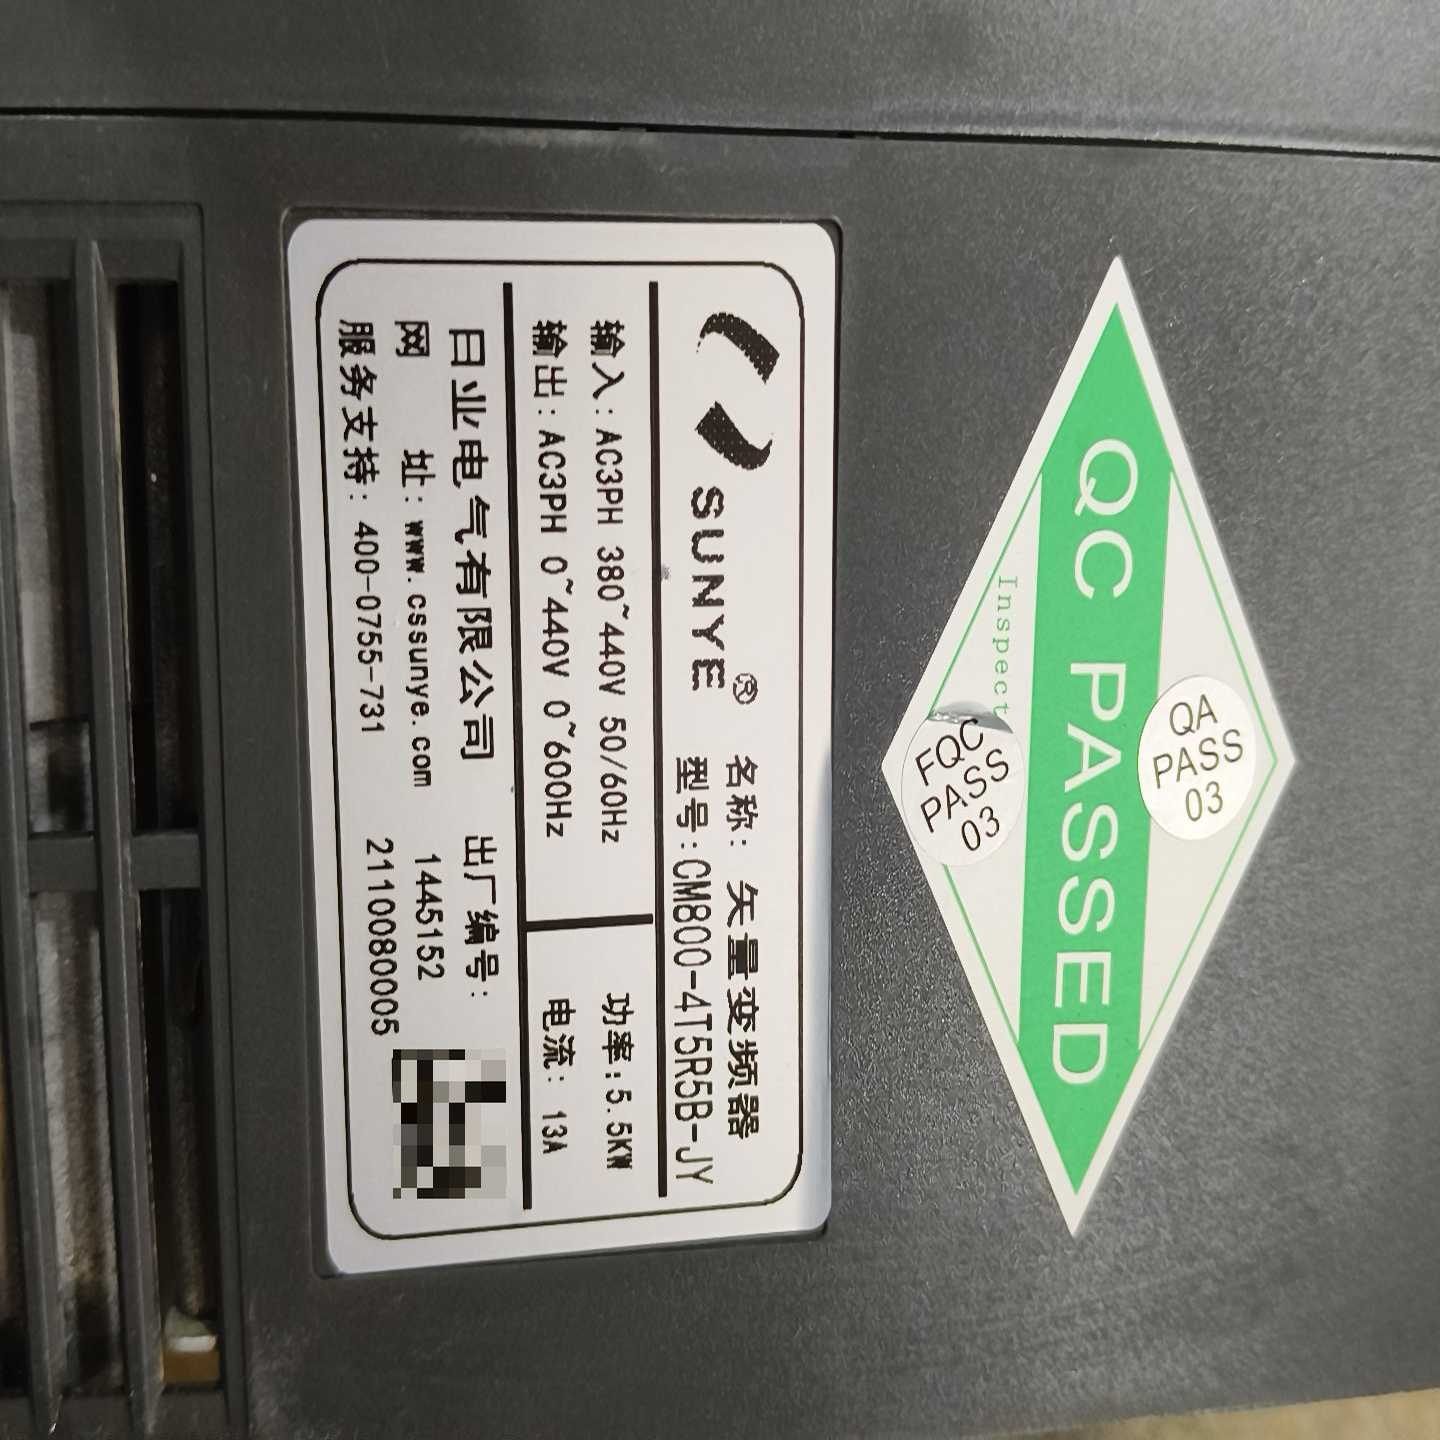 SUNYE®
名称: 矢量变频器
型号:CM800-4T5R5B-JY
输入: AC3PH 380~440V 50/60Hz
功率:5.5KW
输出: AC3PH 0~440V 0~600Hz
电流: 13A
日业电气有限公司
出厂编号:
网 址: www.cssunye.com
1445152
服务支持: 400-0755-731
2110080005
QC PASSED
Inspect
QA
PASS
03
FQC
PASS
03